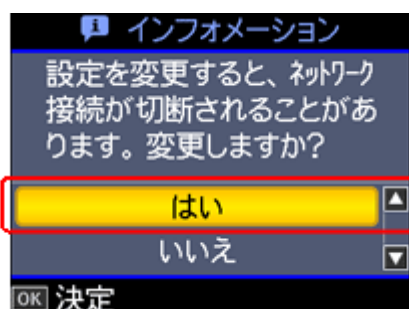 インフォメーション
設定を変更すると、ﾈｯﾄﾜｰｸ
接続が切断されることがあ
ります。変更しますか?
はい
いいえ
OK 決定